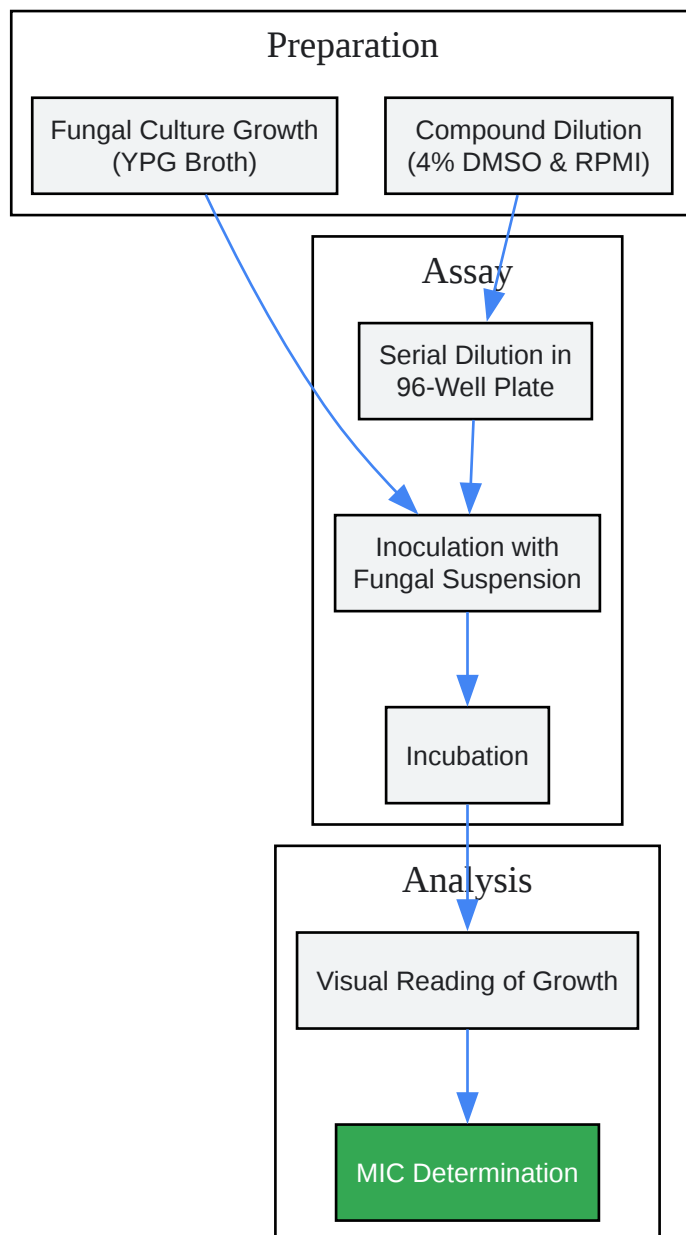 Preparation
Fungal Culture Growth
(YPG Broth)
Compound Dilution
(4% DMSO & RPMI)
Assay
Serial Dilution in
96-Well Plate
Inoculation with
Fungal Suspension
Incubation
Analysis
Visual Reading of Growth
MIC Determination